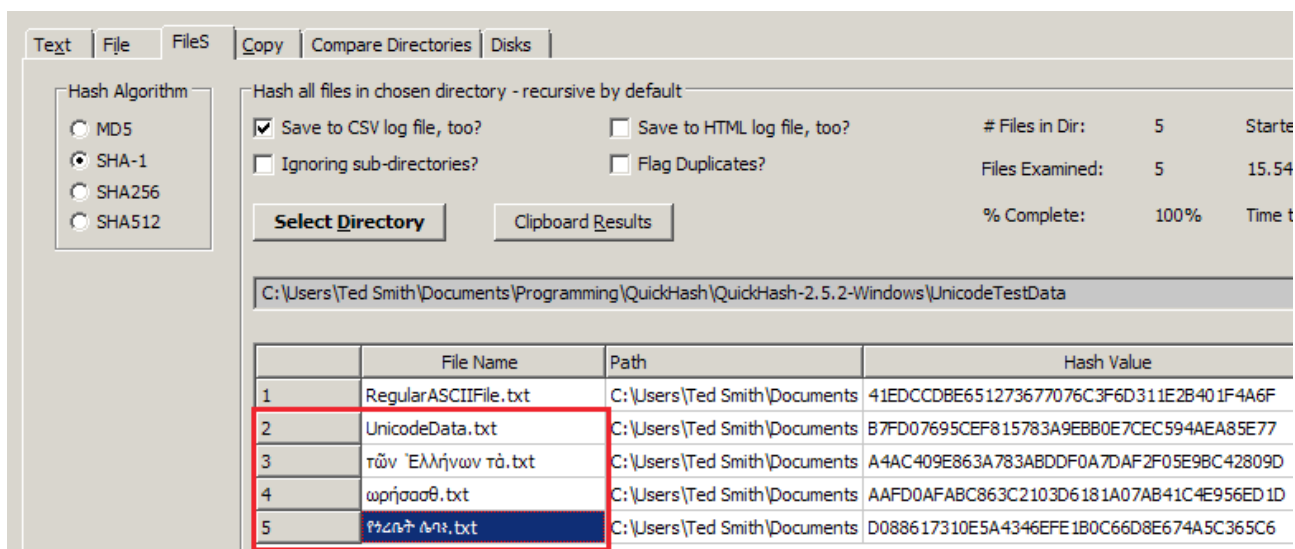 Text File FileS Copy Compare Directories Disks
Hash Algorithm
MD5
SHA-1
SHA256
SHA512
Hash all files in chosen directory - recursive by default
Save to CSV log file, too? Save to HTML log file, too? # Files in Dir: 5 Starte
Ignoring sub-directories? Flag Duplicates? Files Examined: 5 15.54
Select Directory Clipboard Results % Complete: 100% Time t
C:\Users\Ted Smith\Documents\Programming\QuickHash\QuickHash-2.5.2-Windows\UnicodeTestData
File Name Path Hash Value
1 RegularASCIIFile.txt C:\Users\Ted Smith\Documents 41EDCCDBE651273677076C3F6D311E2B401F4A6F
2 UnicodeData.txt C:\Users\Ted Smith\Documents B7FD07695CEF815783A9EBB0E7CEC594AEA85E77
3 τῶν Ἑλλήνων τὰ.txt C:\Users\Ted Smith\Documents A4AC409E863A783ABDDF0A7DAF2F05E9BC42809D
4 ωρήσασθ.txt C:\Users\Ted Smith\Documents AAFD0AFABC863C2103D6181A07AB41C4E956ED1D
5 .txt C:\Users\Ted Smith\Documents D088617310E5A4346EFE1B0C66D8E674A5C365C6